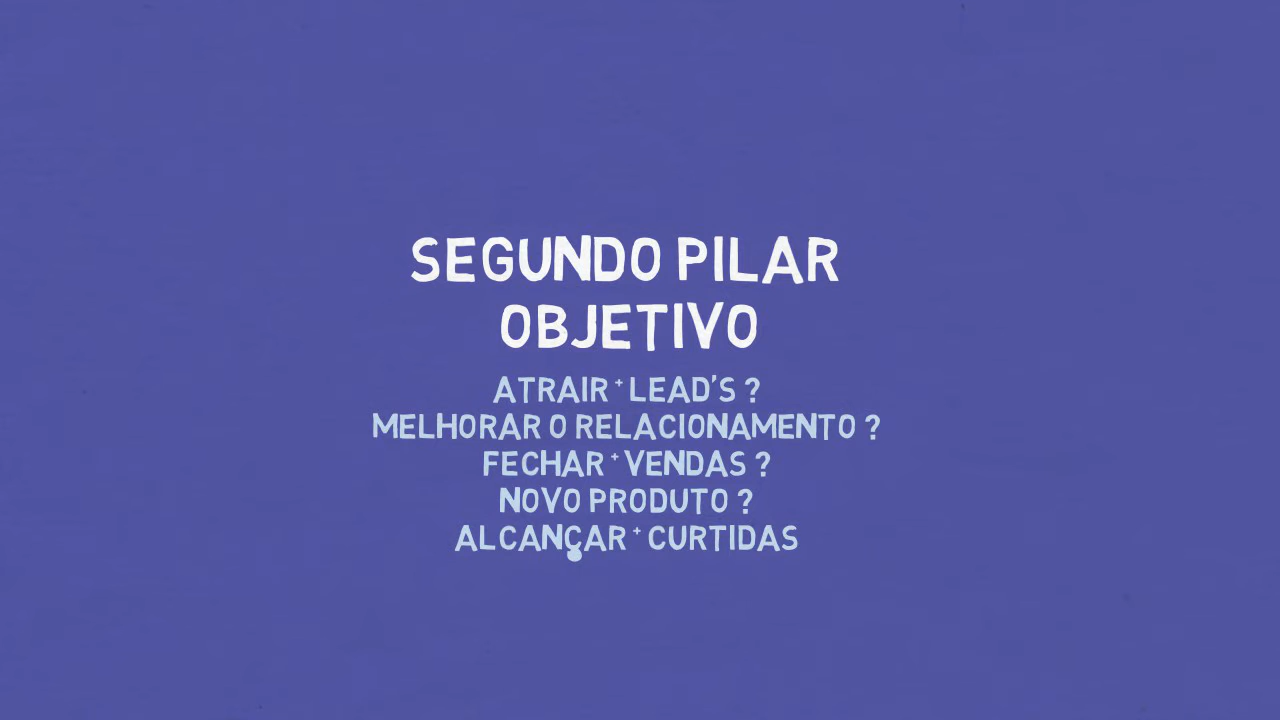 SEGUNDO PILAR
OBJETIVO
ATRAIR + LEAD'S ?
MELHORAR O RELACIONAMENTO ?
FECHAR + VENDAS ?
NOVO PRODUTO ?
ALCANÇAR + CURTIDAS